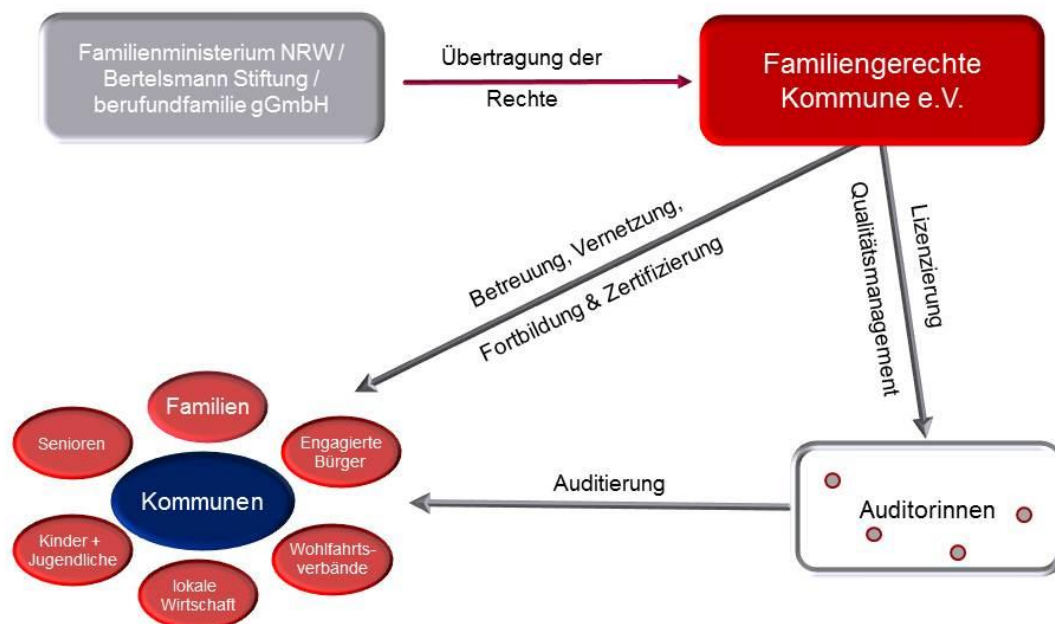 Familienministerium NRW /
Bertelsmann Stiftung /
berufundfamilie gGmbH
Übertragung der
Rechte
Familiengerechte
Kommune e.V.
Betreuung, Vernetzung,
Fortbildung & Zertifizierung
Lizenzierung
Qualitätsmanagement
Familien
Senioren
Engagierte
Bürger
Kommunen
Auditierung
Auditorinnen
Kinder +
Jugendliche
Wohlfahrts-
verbände
lokale
Wirtschaft